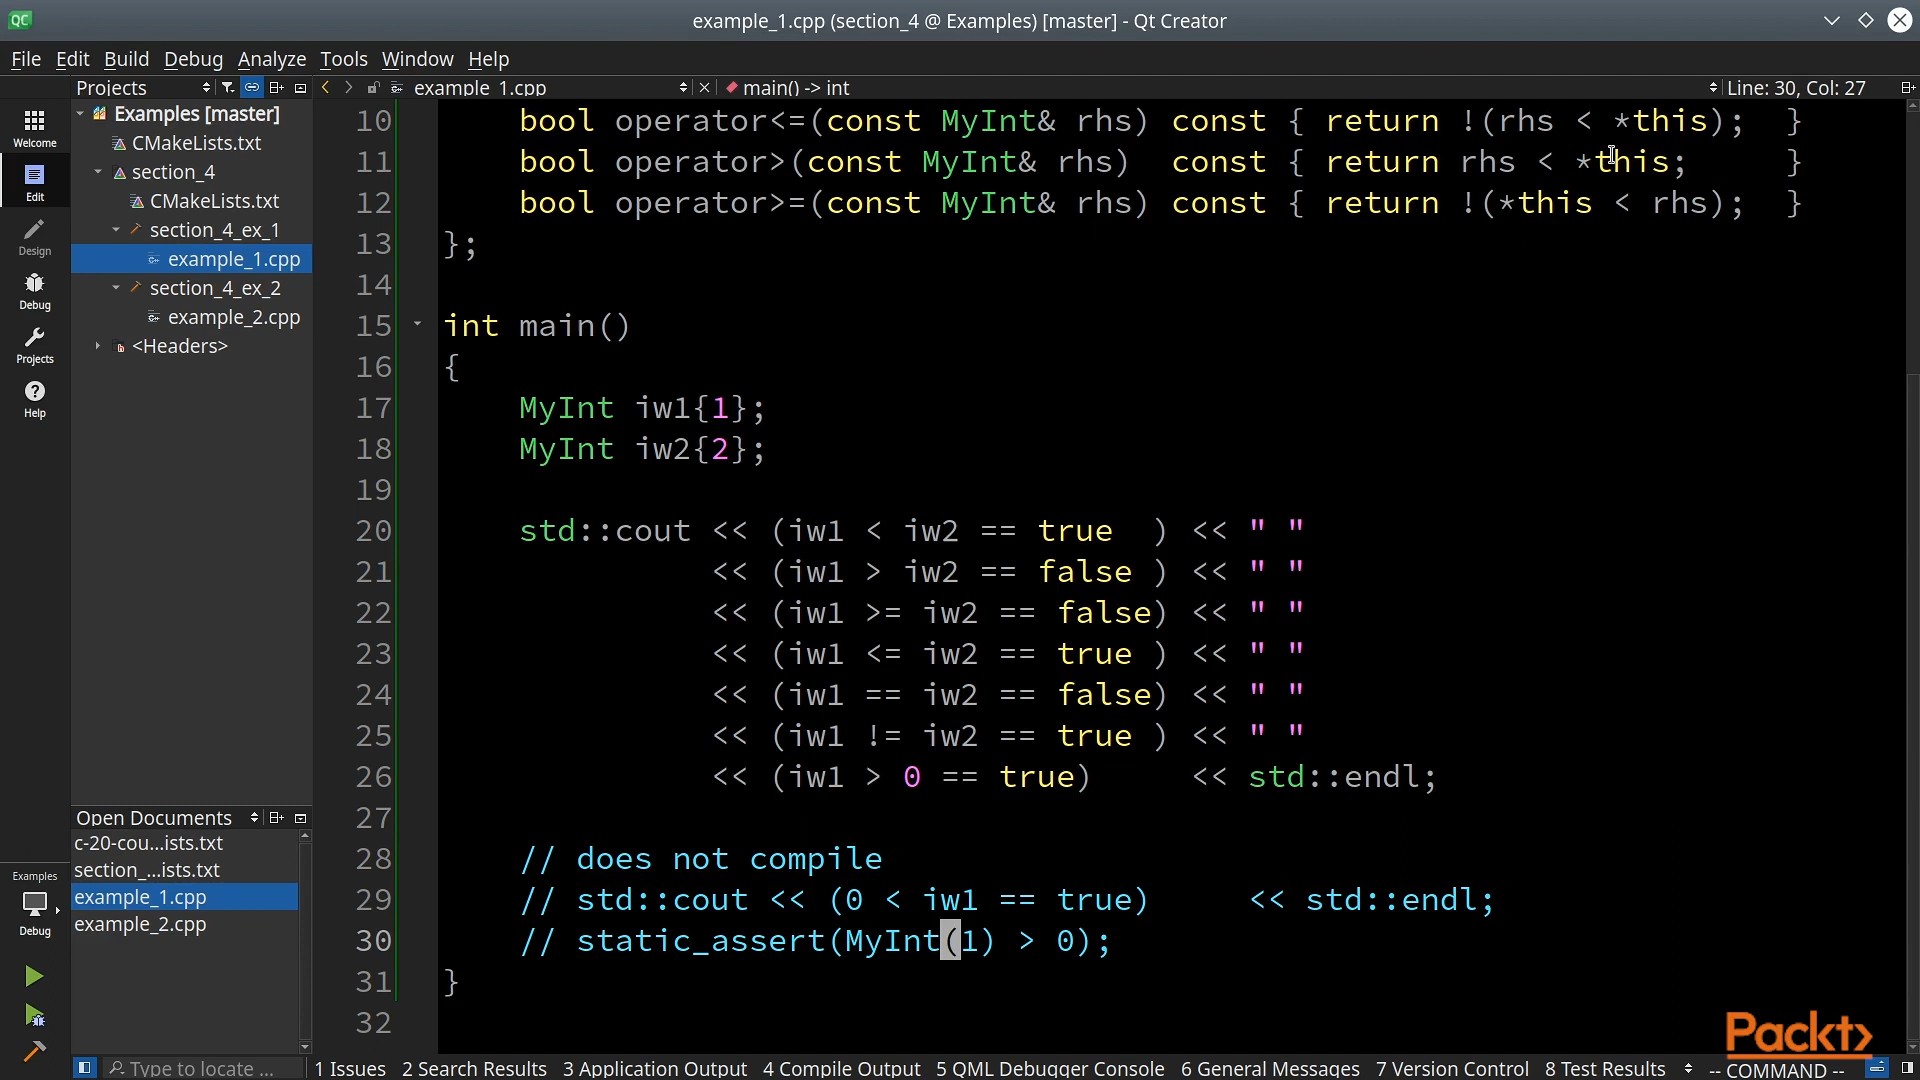 QC
example_1.cpp (section_4 @ Examples) [master] - Qt Creator
File Edit Build Debug Analyze Tools Window Help
Projects
example_1.cpp
main() -> int
Line: 30, Col: 27
Welcome
Edit
Design
Debug
Projects
Help
Examples [master]
CMakeLists.txt
section_4
CMakeLists.txt
section_4_ex_1
example_1.cpp
section_4_ex_2
example_2.cpp
<Headers>
10 bool operator<=(const MyInt& rhs) const { return !(rhs < *this);  }
11 bool operator>(const MyInt& rhs)  const { return rhs < *this;     }
12 bool operator>=(const MyInt& rhs) const { return !(*this < rhs);  }
13 };
14
15 int main()
16 {
17 MyInt iw1{1};
18 MyInt iw2{2};
19
20 std::cout << (iw1 < iw2 == true  ) << " "
21 << (iw1 > iw2 == false ) << " "
22 << (iw1 >= iw2 == false) << " "
23 << (iw1 <= iw2 == true ) << " "
24 << (iw1 == iw2 == false) << " "
25 << (iw1 != iw2 == true ) << " "
26 << (iw1 > 0 == true)     << std::endl;
27
28 // does not compile
29 // std::cout << (0 < iw1 == true)     << std::endl;
30 // static_assert(MyInt(1) > 0);
31 }
32
Open Documents
c-20-cou...ists.txt
section_...ists.txt
example_1.cpp
example_2.cpp
Examples
Debug
Packt>
Type to locate ...
1 Issues 2 Search Results 3 Application Output 4 Compile Output 5 QML Debugger Console 6 General Messages 7 Version Control 8 Test Results
-- COMMAND --